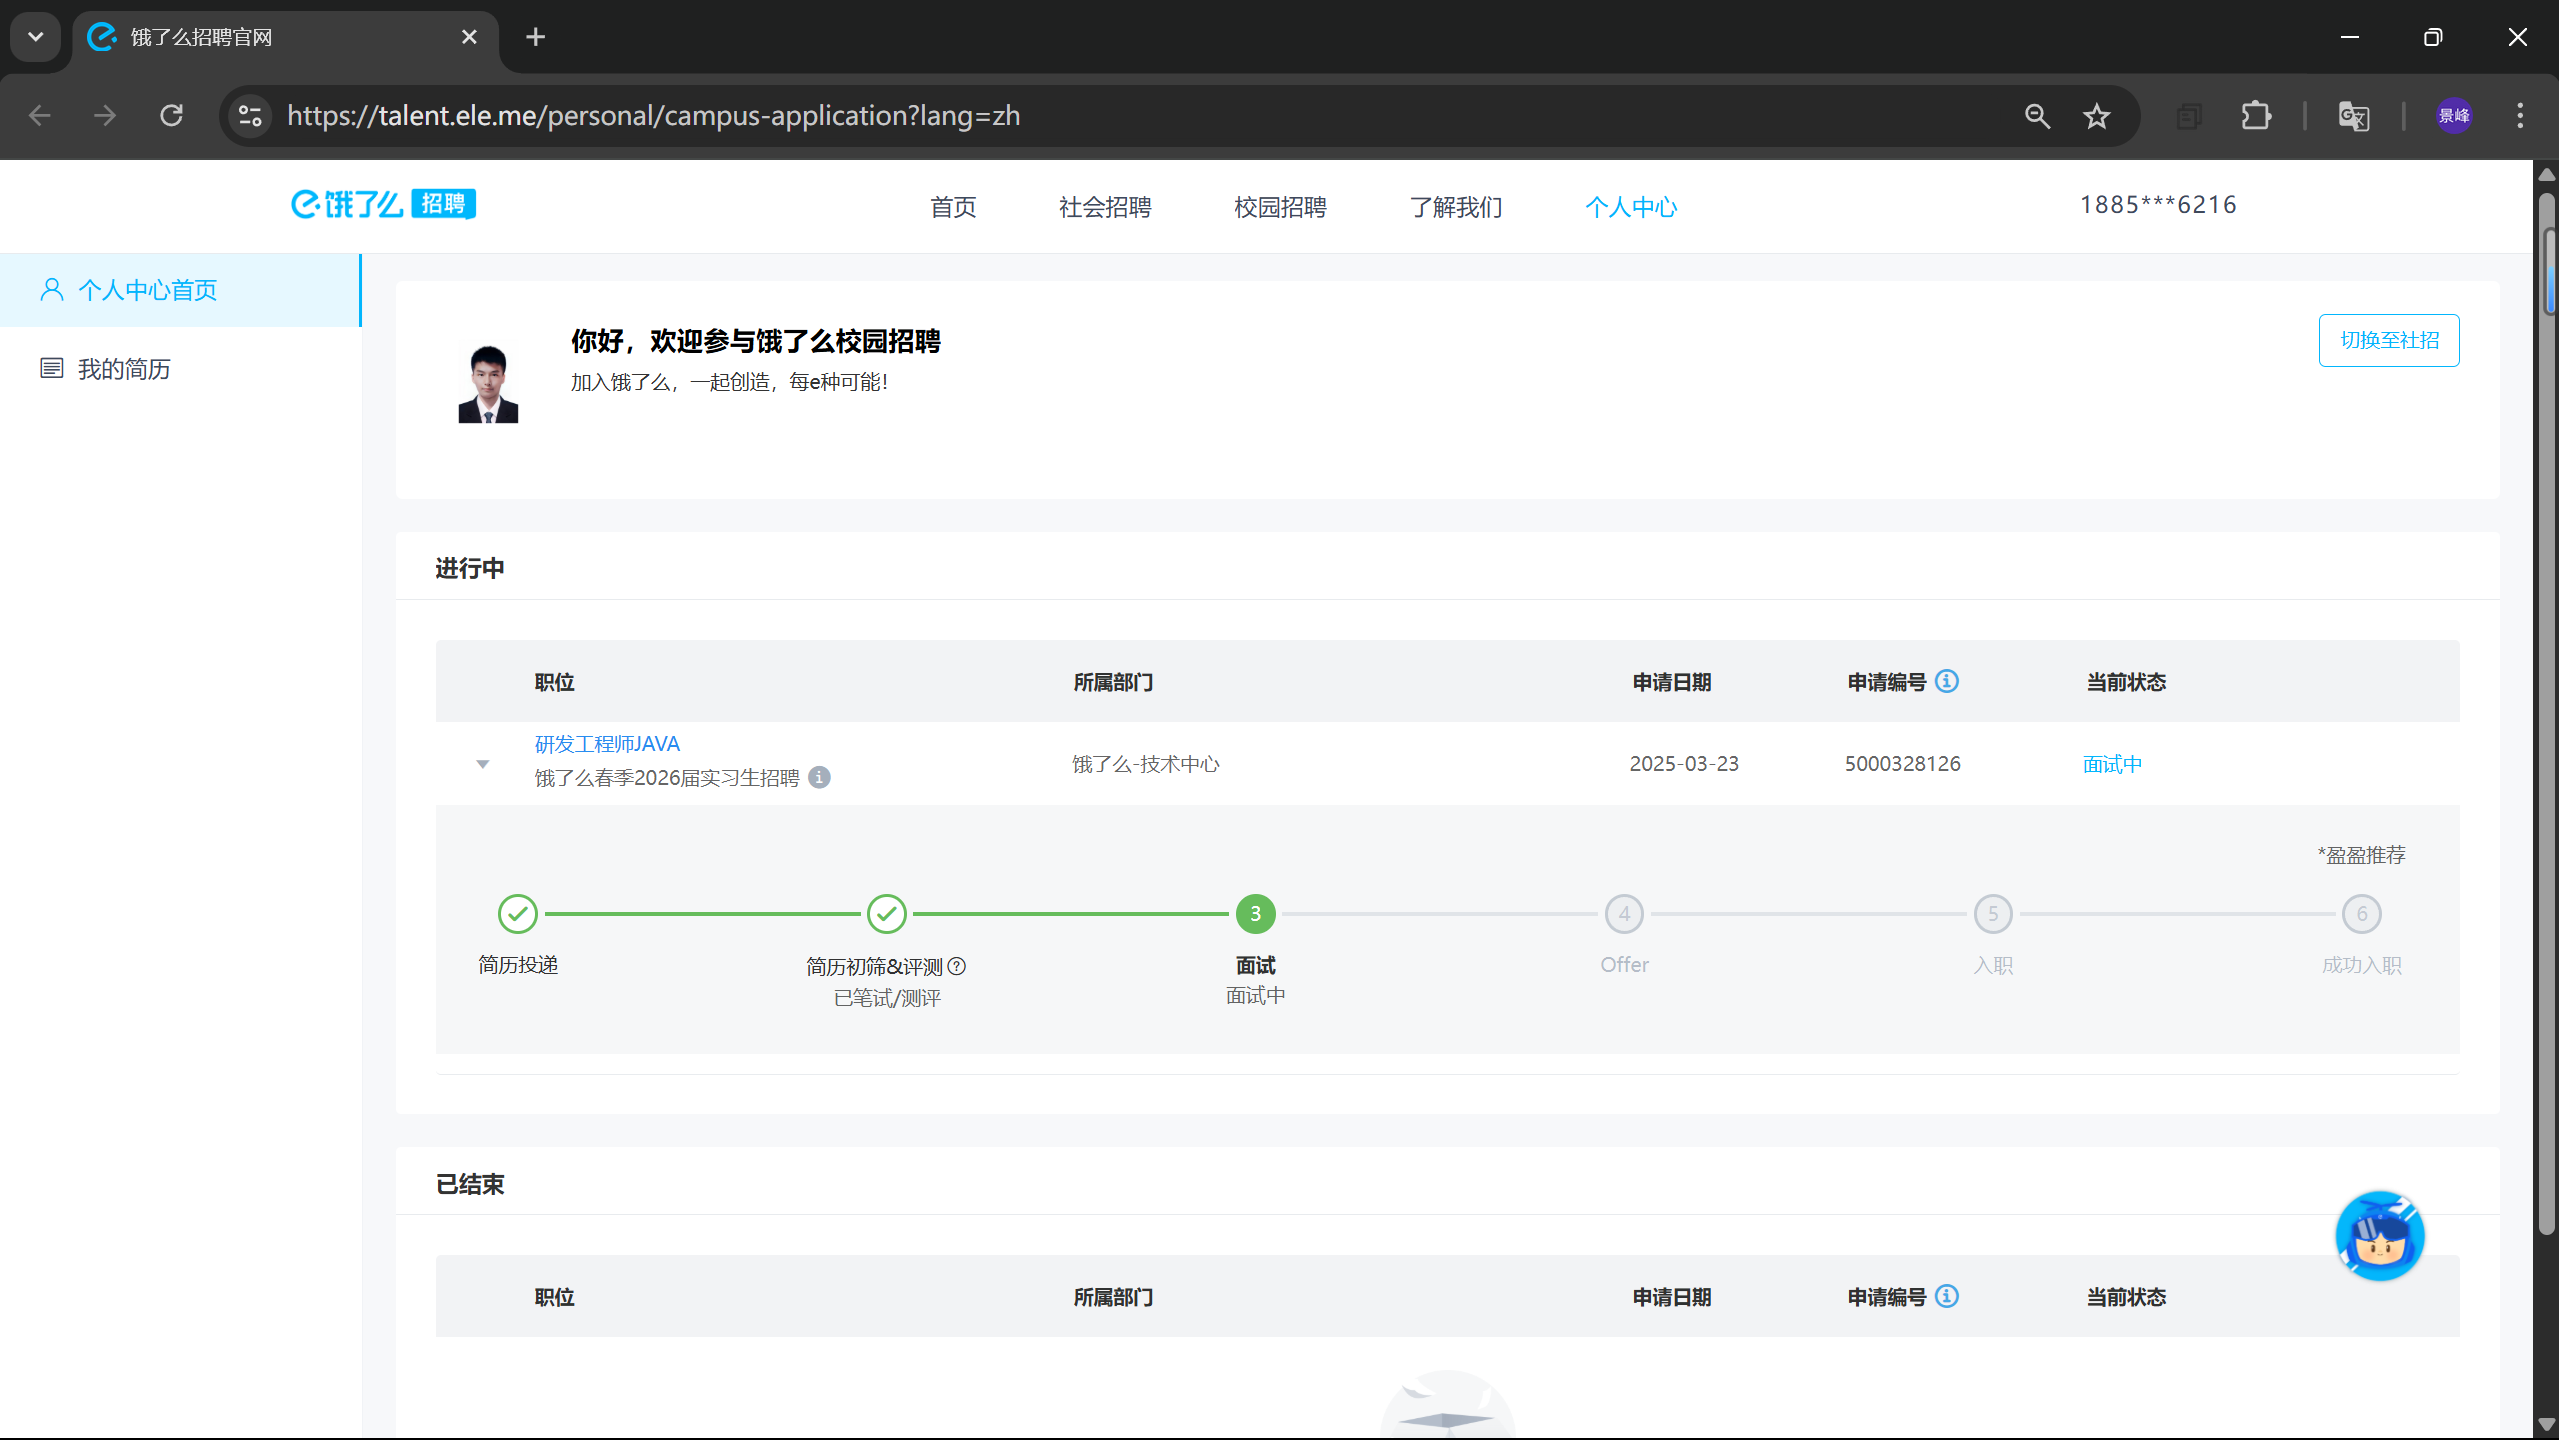 饿了么招聘官网
https://talent.ele.me/personal/campus-application?lang=zh
景峰
饿了么 招聘
首页 社会招聘 校园招聘 了解我们 个人中心 1885***6216
个人中心首页
我的简历
你好，欢迎参与饿了么校园招聘
加入饿了么，一起创造，每e种可能！
切换至社招
进行中
职位 所属部门 申请日期 申请编号 当前状态
研发工程师JAVA
饿了么春季2026届实习生招聘
饿了么-技术中心 2025-03-23 5000328126 面试中
*盈盈推荐
3 4 5 6
简历投递 简历初筛&评测 面试 Offer 入职 成功入职
已笔试/测评 面试中
已结束
职位 所属部门 申请日期 申请编号 当前状态